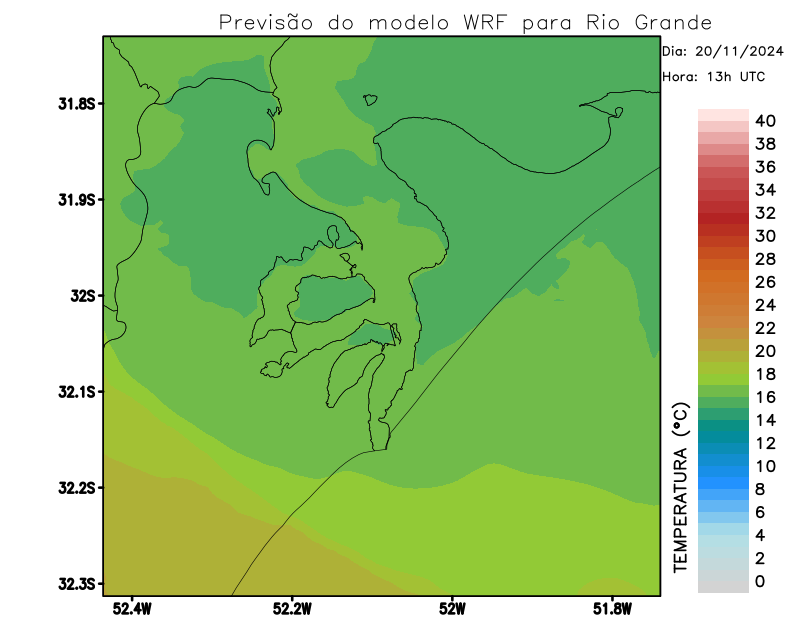 Previsão do modelo WRF para Rio Grande
Dia: 20/11/2024
Hora: 13h UTC
31.8S
31.9S
32S
32.1S
32.2S
32.3S
52.4W
52.2W
52W
51.8W
TEMPERATURA (°C)
40
38
36
34
32
30
28
26
24
22
20
18
16
14
12
10
8
6
4
2
0